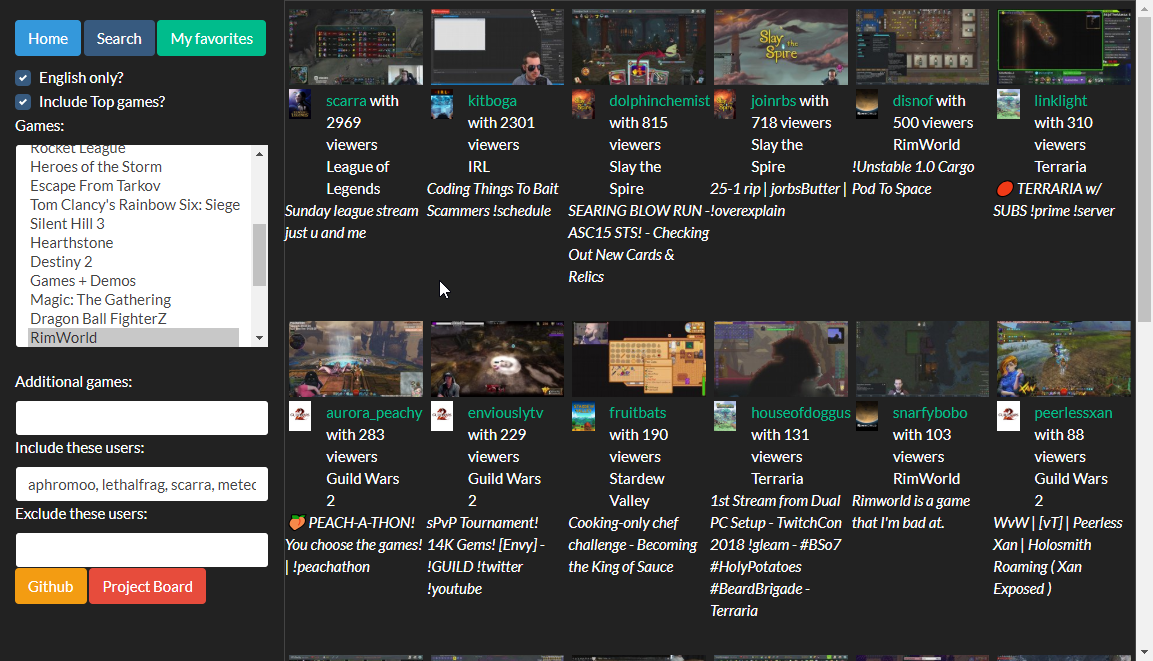 Home
Search
My favorites
English only?
Include Top games?
Games:
Rocket League
Heroes of the Storm
Escape From Tarkov
Tom Clancy's Rainbow Six: Siege
Silent Hill 3
Hearthstone
Destiny 2
Games + Demos
Magic: The Gathering
Dragon Ball FighterZ
RimWorld
Additional games:
Include these users:
aphromoo, lethalfrag, scarra, metec
Exclude these users:
Github
Project Board
scarra with
2969
viewers
League of
Legends
Sunday league stream
just u and me
kitboga
with 2301
viewers
IRL
Coding Things To Bait
Scammers !schedule
dolphinchemist
with 815
viewers
Slay the
Spire
SEARING BLOW RUN -
ASC15 STS! - Checking
Out New Cards &
Relics
Slay the Spire
joinrbs with
718 viewers
Slay the
Spire
25-1 rip | jorbsButter |
!overexplain
disnof with
500 viewers
RimWorld
!Unstable 1.0 Cargo
Pod To Space
linklight
with 310
viewers
Terraria
TERRARIA w/
SUBS !prime !server
aurora_peachy
with 283
viewers
Guild Wars
2
PEACH-A-THON!
You choose the games!
| !peachathon
enviouslytv
with 229
viewers
Guild Wars
2
sPvP Tournament!
14K Gems! [Envy] -
!GUILD !twitter
!youtube
fruitbats
with 190
viewers
Stardew
Valley
Cooking-only chef
challenge - Becoming
the King of Sauce
houseofdoggus
with 131
viewers
Terraria
1st Stream from Dual
PC Setup - TwitchCon
2018 !gleam - #BSo7
#HolyPotatoes
#BeardBrigade -
Terraria
snarfybobo
with 103
viewers
RimWorld
Rimworld is a game
that I'm bad at.
peerlessxan
with 88
viewers
Guild Wars
2
WvW | [vT] | Peerless
Xan | Holosmith
Roaming ( Xan
Exposed )